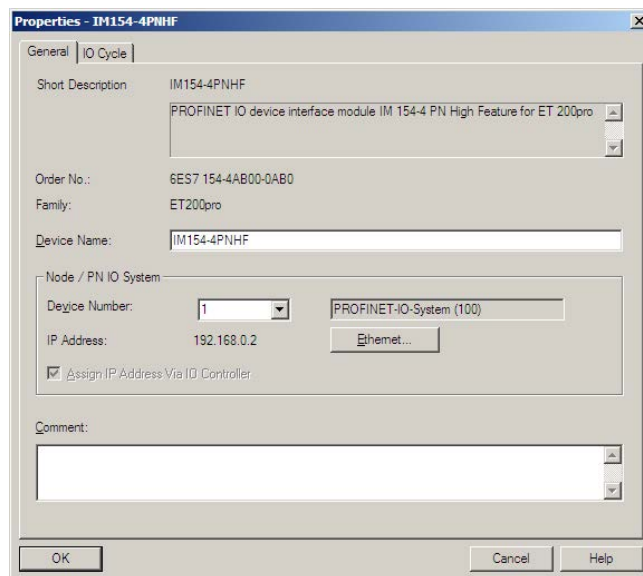 Properties - IM154-4PNHF
General IO Cycle
Short Description IM154-4PNHF
PROFINET IO device interface module IM 154-4 PN High Feature for ET 200pro
Order No.: 6ES7 154-4AB00-0AB0
Family: ET200pro
Device Name: IM154-4PNHF
Node / PN IO System
Device Number: 1 PROFINET-IO-System (100)
IP Address: 192.168.0.2 Ethernet...
Assign IP Address Via IO Controller
Comment:
OK Cancel Help